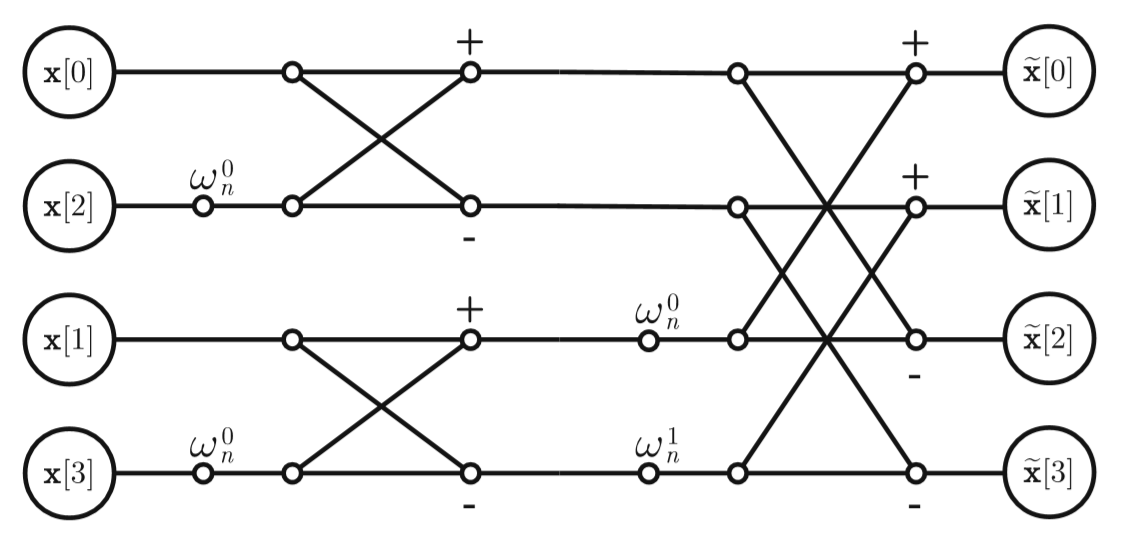 + +
x[0] x̃[0]
ω_n^0 +
x[2] x̃[1]
-
+ ω_n^0
x[1] x̃[2]
-
ω_n^0 ω_n^1
x[3] x̃[3]
- -